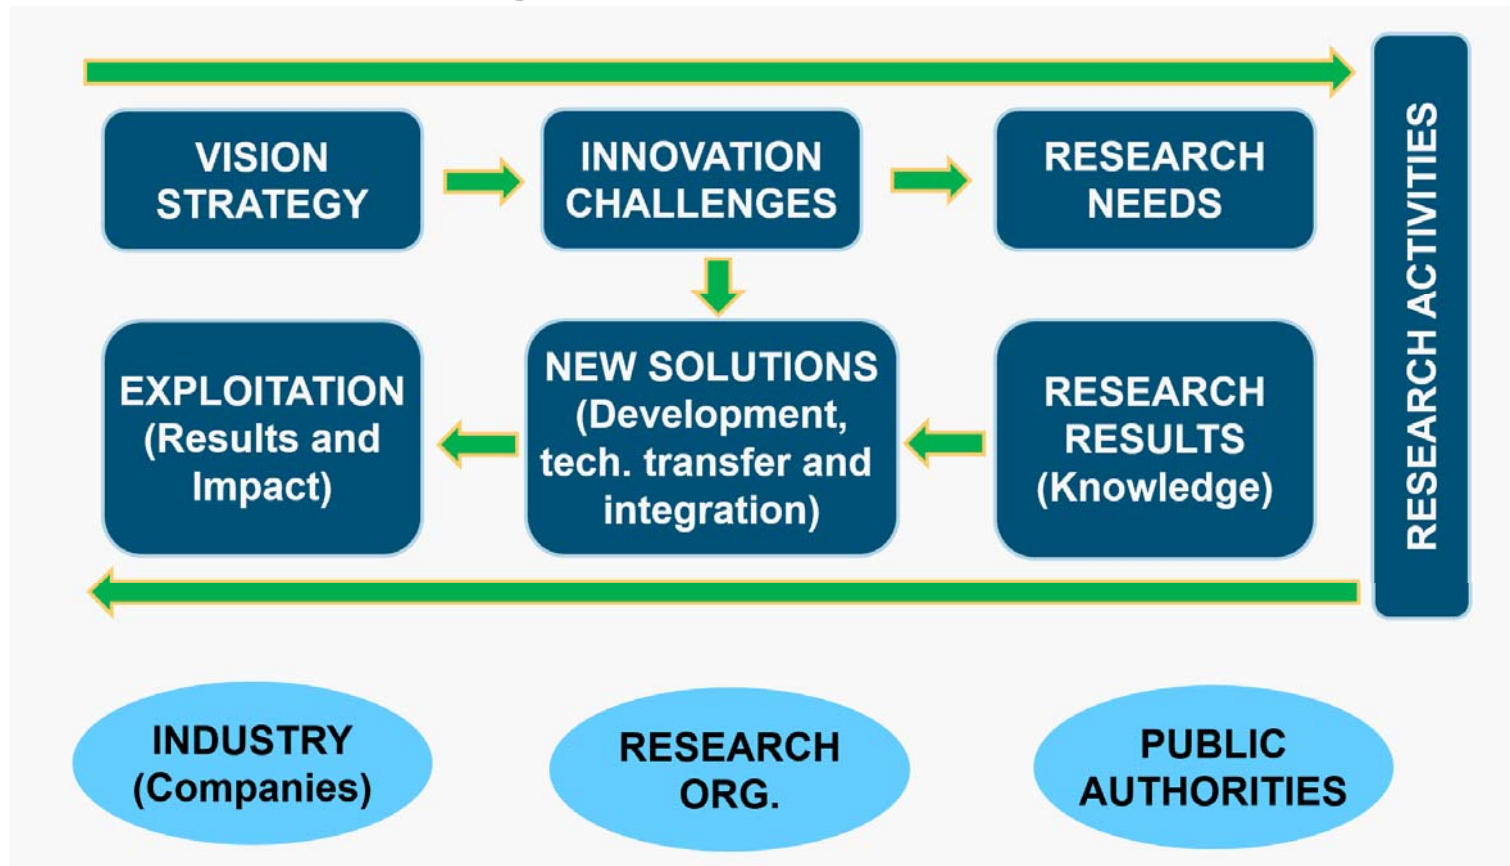 VISION
STRATEGY
INNOVATION
CHALLENGES
RESEARCH
NEEDS
EXPLOITATION
(Results and
Impact)
NEW SOLUTIONS
(Development,
tech. transfer and
integration)
RESEARCH
RESULTS
(Knowledge)
RESEARCH ACTIVITIES
INDUSTRY
(Companies)
RESEARCH
ORG.
PUBLIC
AUTHORITIES